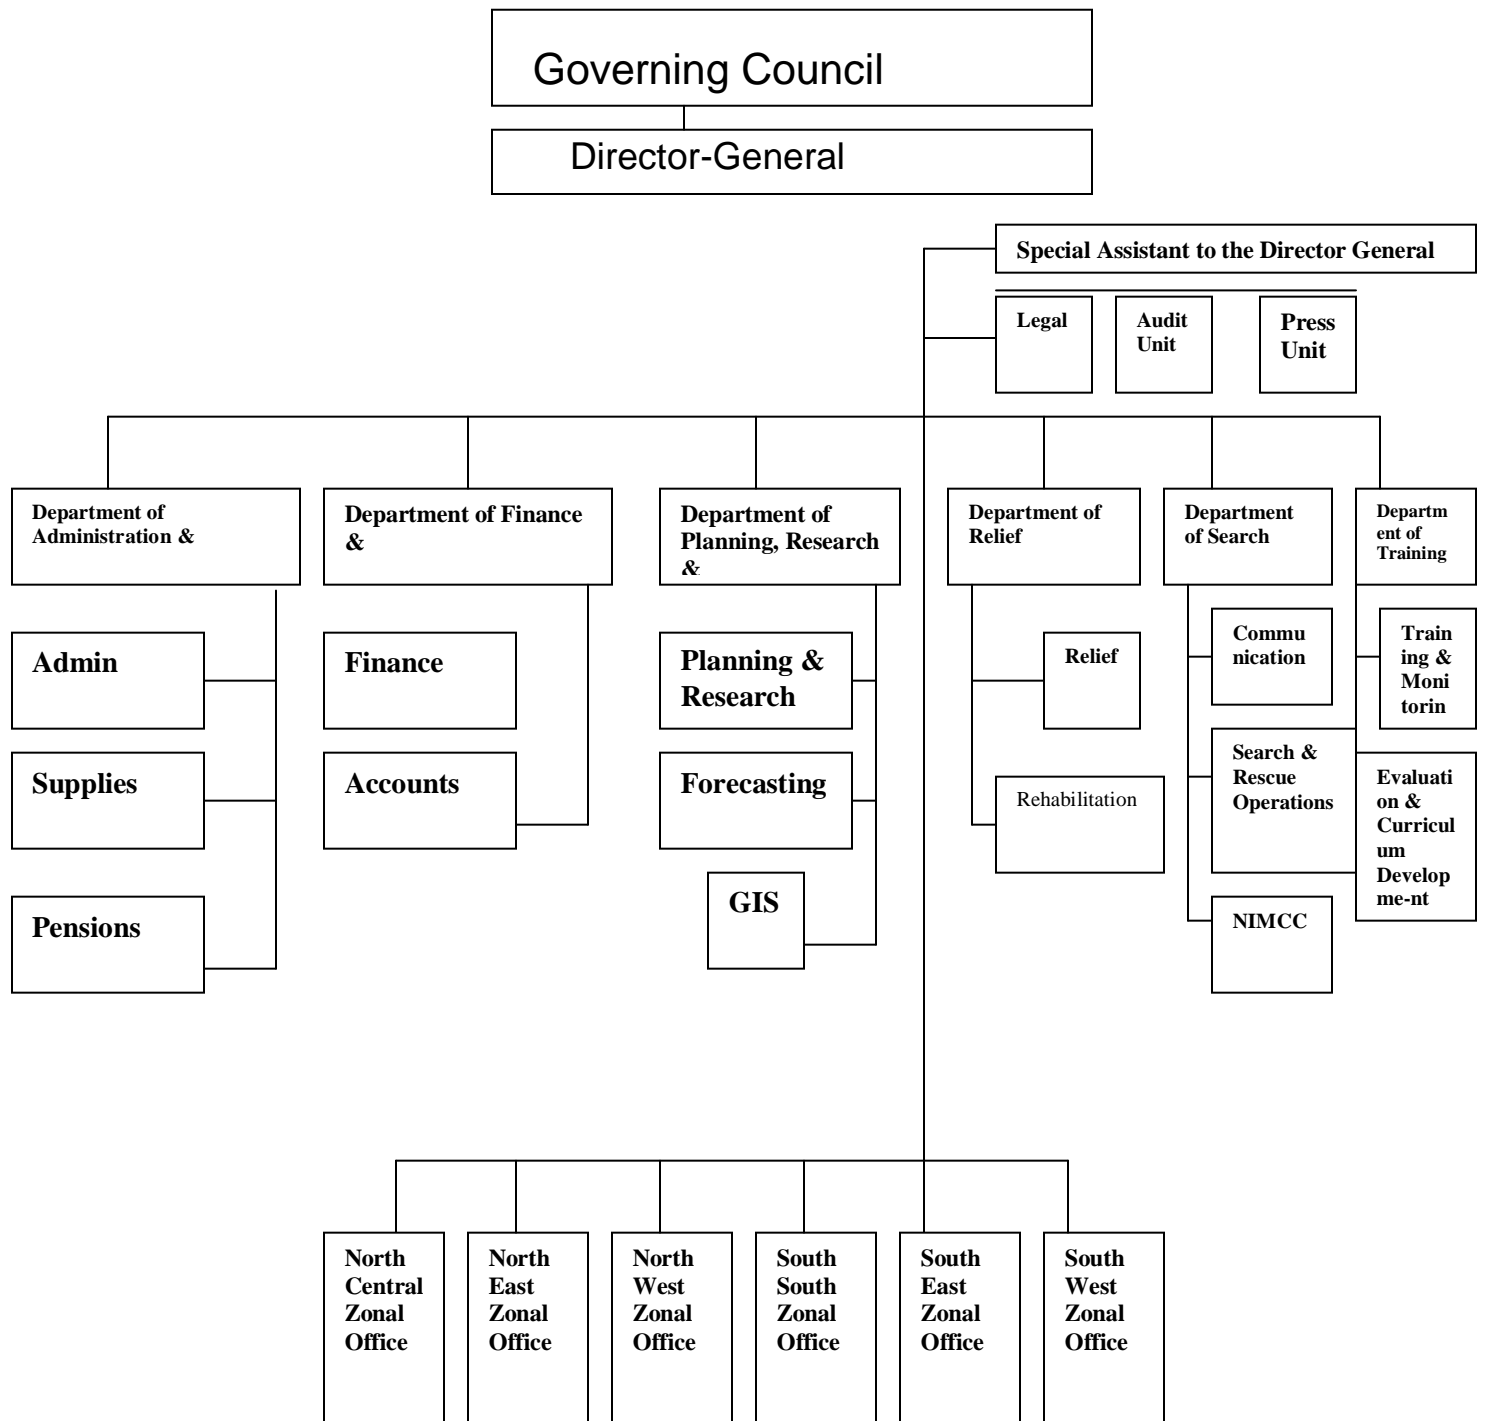 Governing Council
Director-General
Special Assistant to the Director General
Legal
Audit
Unit
Press
Unit
Department of
Administration &
Department of Finance
&
Department of
Planning, Research
&
Department of
Relief
Department
of Search
Departm
ent of
Training
Admin
Supplies
Pensions
Finance
Accounts
Planning &
Research
Forecasting
GIS
Relief
Rehabilitation
Commu
nication
Search &
Rescue
Operations
NIMCC
Train
ing &
Moni
torin
Evaluati
on &
Curricul
um
Develop
me-nt
North
Central
Zonal
Office
North
East
Zonal
Office
North
West
Zonal
Office
South
South
Zonal
Office
South
East
Zonal
Office
South
West
Zonal
Office